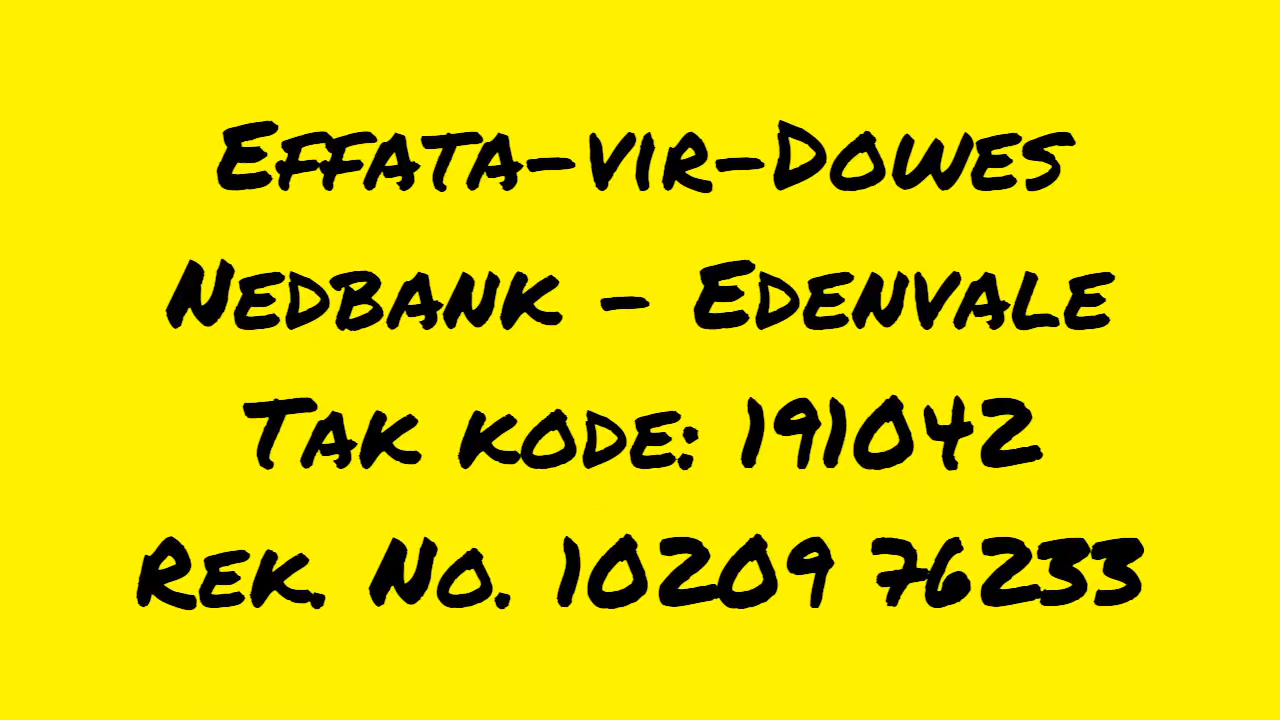 Effata-vir-Dowes
Nedbank - Edenvale
Tak kode: 191042
Rek. No. 10209 76233